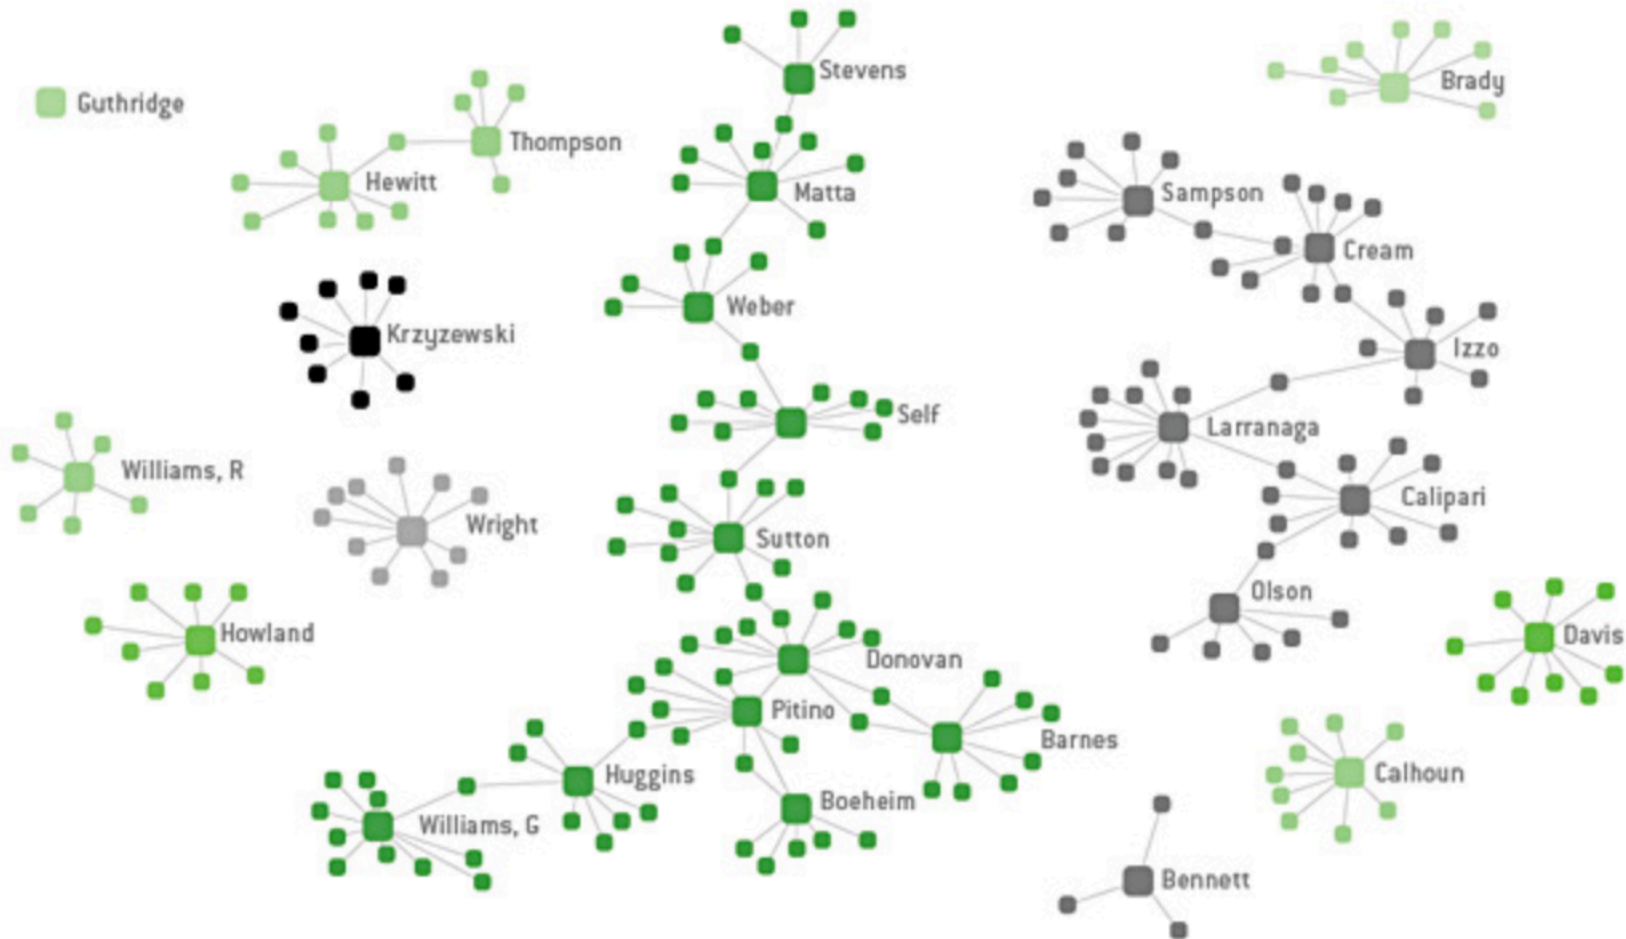 Stevens
Brady
Guthridge
Thompson
Hewitt
Matta
Sampson
Cream
Weber
Krzyzewski
Izzo
Self
Larranaga
Williams, R
Calipari
Wright
Sutton
Olson
Howland
Davis
Donovan
Pitino
Barnes
Huggins
Calhoun
Boeheim
Williams, G
Bennett